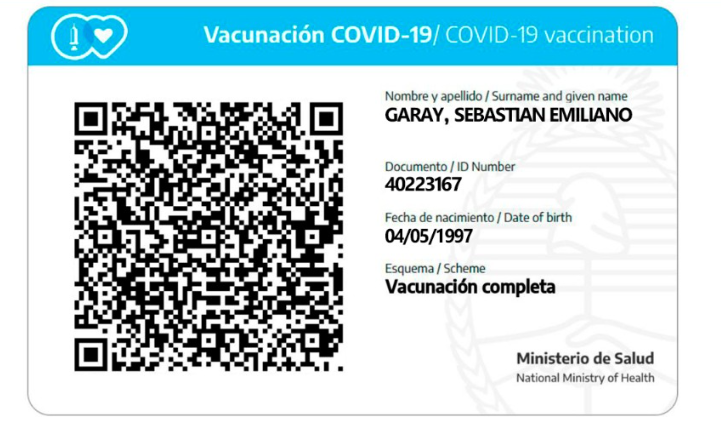 Vacunación COVID-19/ COVID-19 vaccination
Nombre y apellido / Surname and given name
GARAY, SEBASTIAN EMILIANO
Documento / ID Number
40223167
Fecha de nacimiento / Date of birth
04/05/1997
Esquema / Scheme
Vacunación completa
Ministerio de Salud
National Ministry of Health